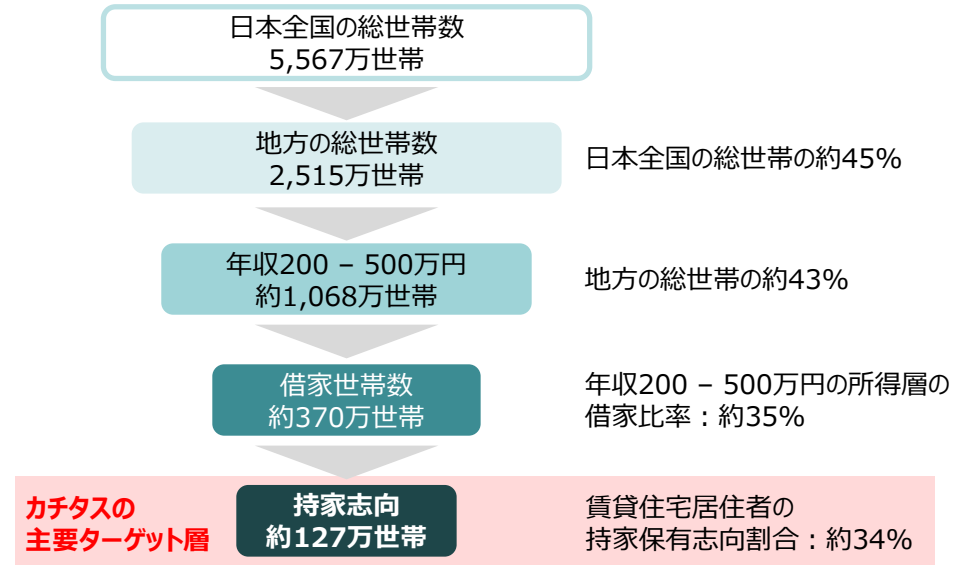 日本全国の総世帯数
5,567万世帯
地方の総世帯数
2,515万世帯
日本全国の総世帯の約45%
年収200 – 500万円
約1,068万世帯
地方の総世帯の約43%
借家世帯数
約370万世帯
年収200 – 500万円の所得層の
借家比率：約35%
カチタスの
主要ターゲット層
持家志向
約127万世帯
賃貸住宅居住者の
持家保有志向割合：約34%